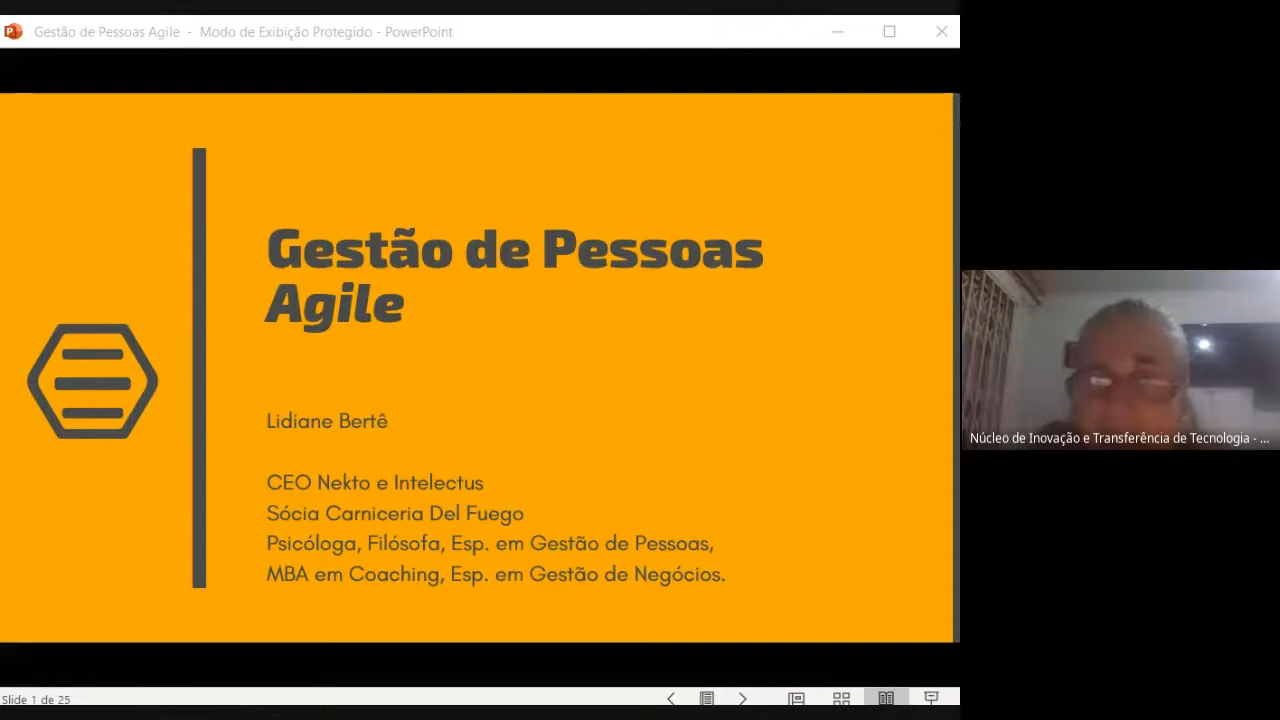 Gestão de Pessoas Agile - Modo de Exibição Protegido - PowerPoint
Gestão de Pessoas
Agile
Lidiane Bertê
CEO Nekto e Intelectus
Sócia Carniceria Del Fuego
Psicóloga, Filósofa, Esp. em Gestão de Pessoas,
MBA em Coaching, Esp. em Gestão de Negócios.
Núcleo de Inovação e Transferência de Tecnologia - ...
Slide 1 de 25